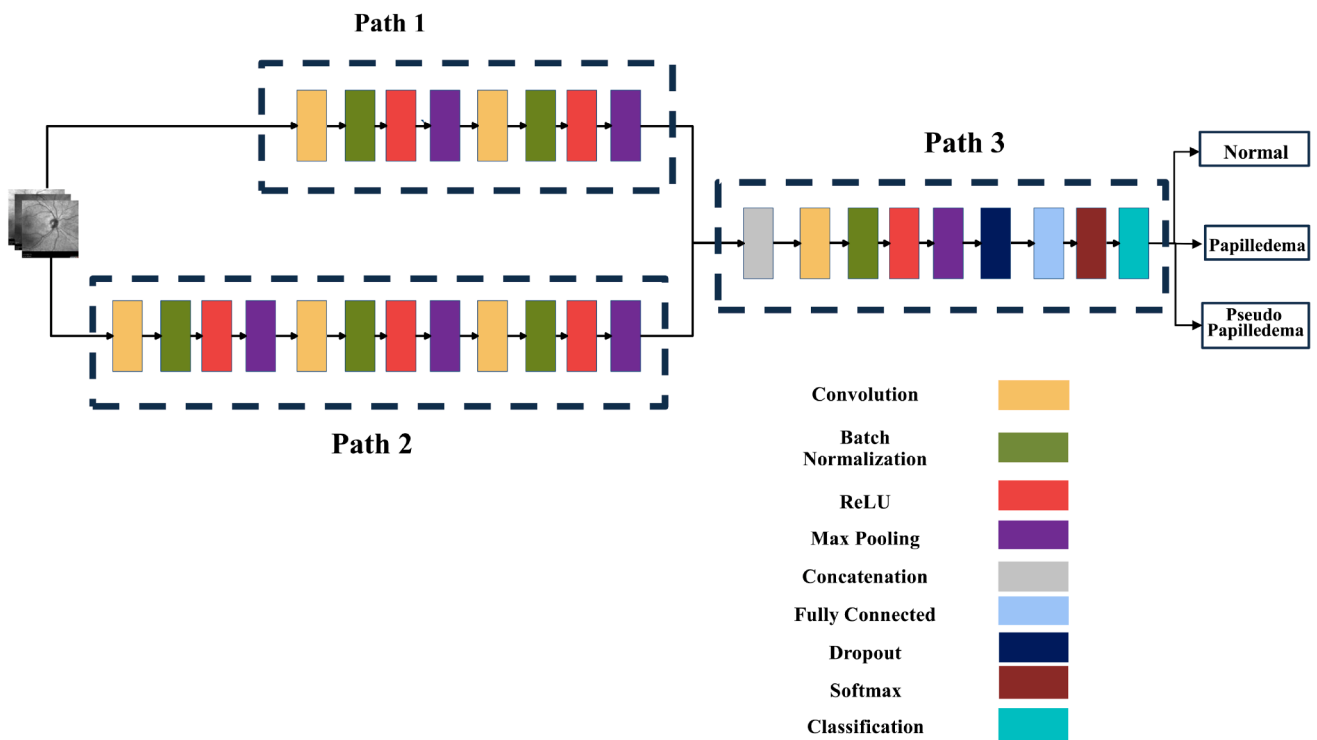 Path 1
Path 3
Normal
Papilledema
Pseudo
Papilledema
Path 2
Convolution
Batch
Normalization
ReLU
Max Pooling
Concatenation
Fully Connected
Dropout
Softmax
Classification